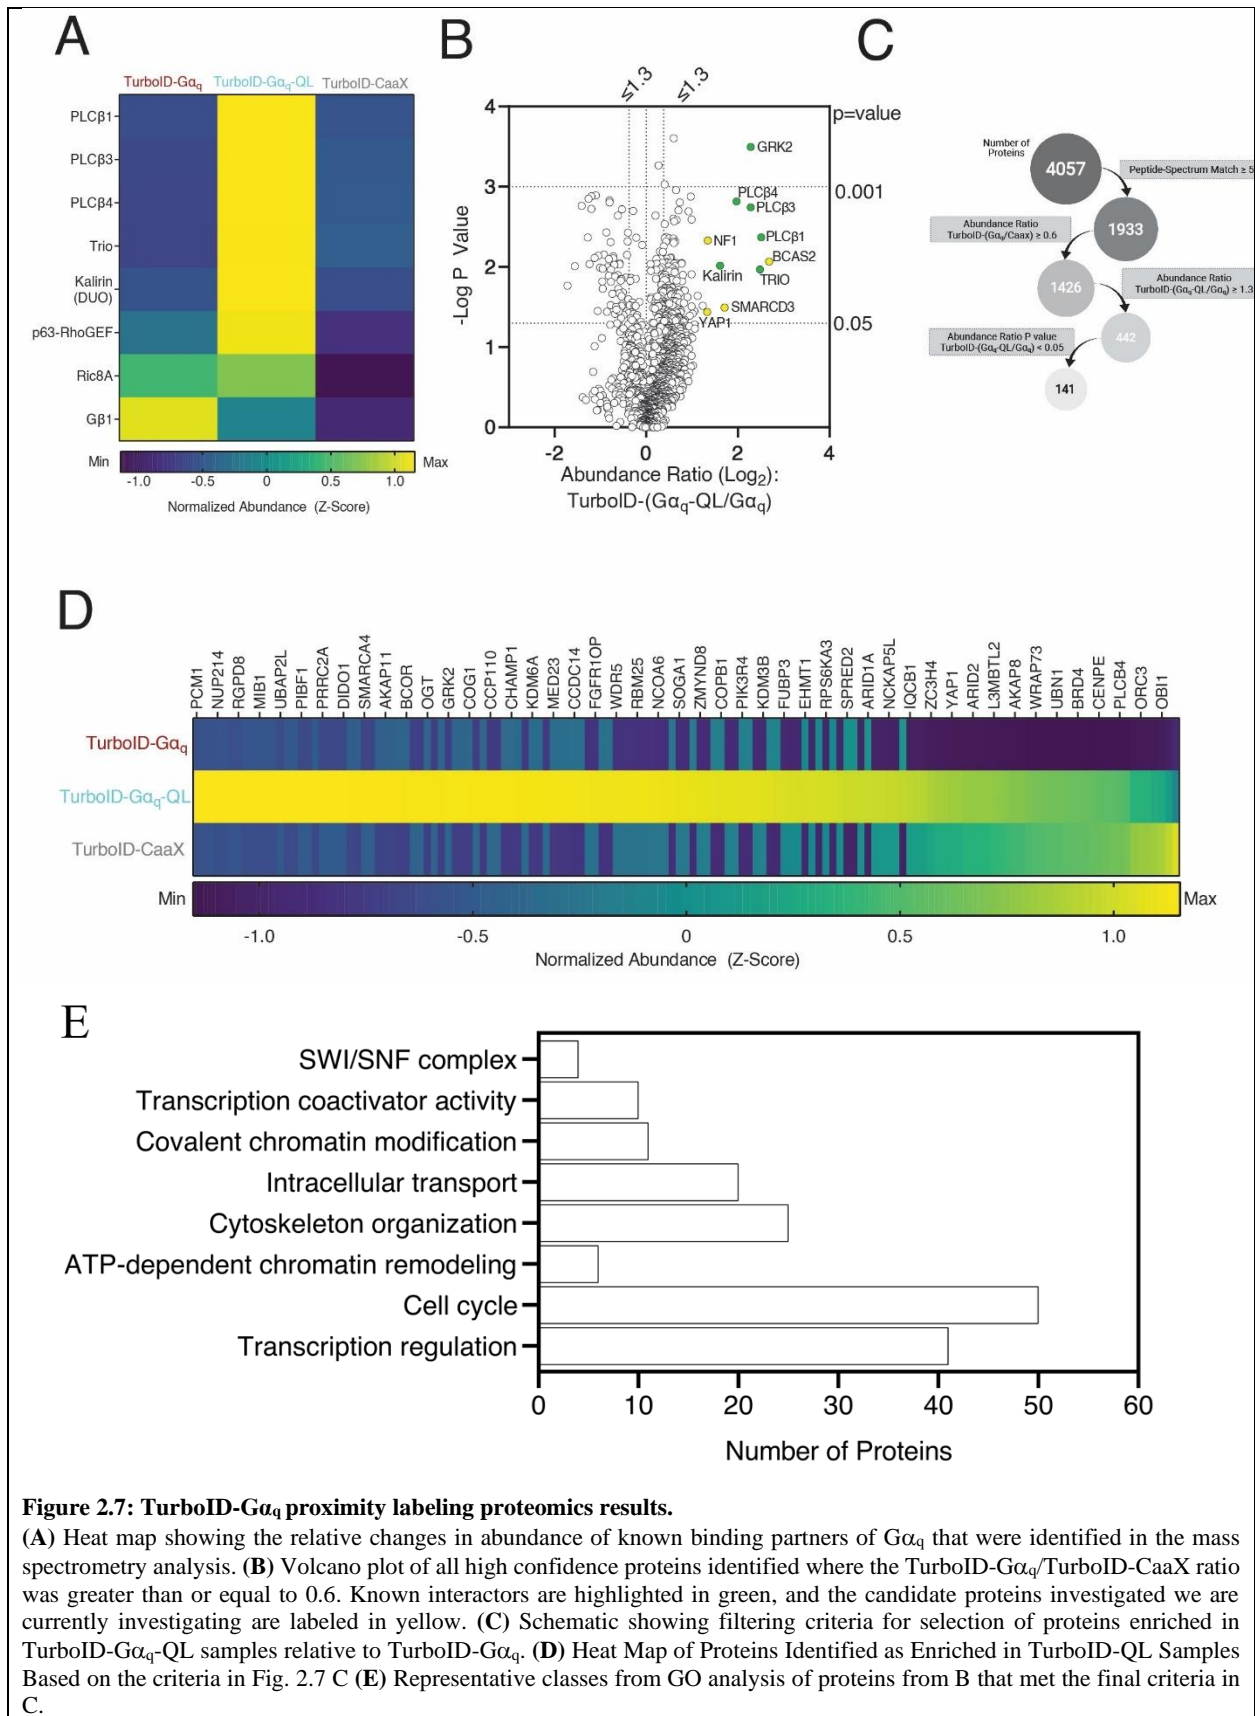 A
TurboID-Gαq TurboID-Gαq-QL TurboID-CaaX
PLCβ1
PLCβ3
PLCβ4
Trio
Kalirin
(DUO)
p63-RhoGEF
Ric8A
Gβ1
Min
Max
-1.0 -0.5 0 0.5 1.0
Normalized Abundance (Z-Score)
B
≤1.3 ≤1.3
p=value
0.001
0.05
-Log P Value
4
3
2
1
0
-2 0 2 4
GRK2
PLCβ4
PLCβ3
NF1
PLCβ1
BCAS2
Kalirin
TRIO
SMARCD3
YAP1
Abundance Ratio (Log2):
TurboID-(Gαq-QL/Gαq)
C
Number of
Proteins
4057
Peptide-Spectrum Match ≥ 5
1933
Abundance Ratio
TurboID-(Gαq/Caax) ≥ 0.6
1426
Abundance Ratio
TurboID-(Gαq-QL/Gαq) ≥ 1.3
442
Abundance Ratio P value
TurboID-(Gαq-QL/Gαq) < 0.05
141
D
PCM1
NUP214
RGPD8
MIB1
UBAP2L
PIBF1
PRRC2A
DIDO1
SMARCA4
AKAP11
BCOR
OGT
GRK2
COG1
CCP110
CHAMP1
KDM6A
MED23
CCDC14
FGFR1OP
WDR5
RBM25
NCOA6
SOGA1
ZMYND8
COPB1
PIK3R4
KDM3B
FUBP3
EHMT1
RPS6KA3
SPRED2
ARID1A
NCKAP5L
IQCB1
ZC3H4
YAP1
ARID2
L3MBTL2
AKAP8
WRAP73
UBN1
BRD4
CENPE
PLCB4
ORC3
OBI1
TurboID-Gαq
TurboID-Gαq-QL
TurboID-CaaX
Min
Max
-1.0 -0.5 0 0.5 1.0
Normalized Abundance (Z-Score)
E
SWI/SNF complex
Transcription coactivator activity
Covalent chromatin modification
Intracellular transport
Cytoskeleton organization
ATP-dependent chromatin remodeling
Cell cycle
Transcription regulation
0 10 20 30 40 50 60
Number of Proteins
Figure 2.7: TurboID-Gαq proximity labeling proteomics results.
(A) Heat map showing the relative changes in abundance of known binding partners of Gαq that were identified in the mass
spectrometry analysis. (B) Volcano plot of all high confidence proteins identified where the TurboID-Gαq/TurboID-CaaX ratio
was greater than or equal to 0.6. Known interactors are highlighted in green, and the candidate proteins investigated we are
currently investigating are labeled in yellow. (C) Schematic showing filtering criteria for selection of proteins enriched in
TurboID-Gαq-QL samples relative to TurboID-Gαq. (D) Heat Map of Proteins Identified as Enriched in TurboID-QL Samples
Based on the criteria in Fig. 2.7 C (E) Representative classes from GO analysis of proteins from B that met the final criteria in
C.